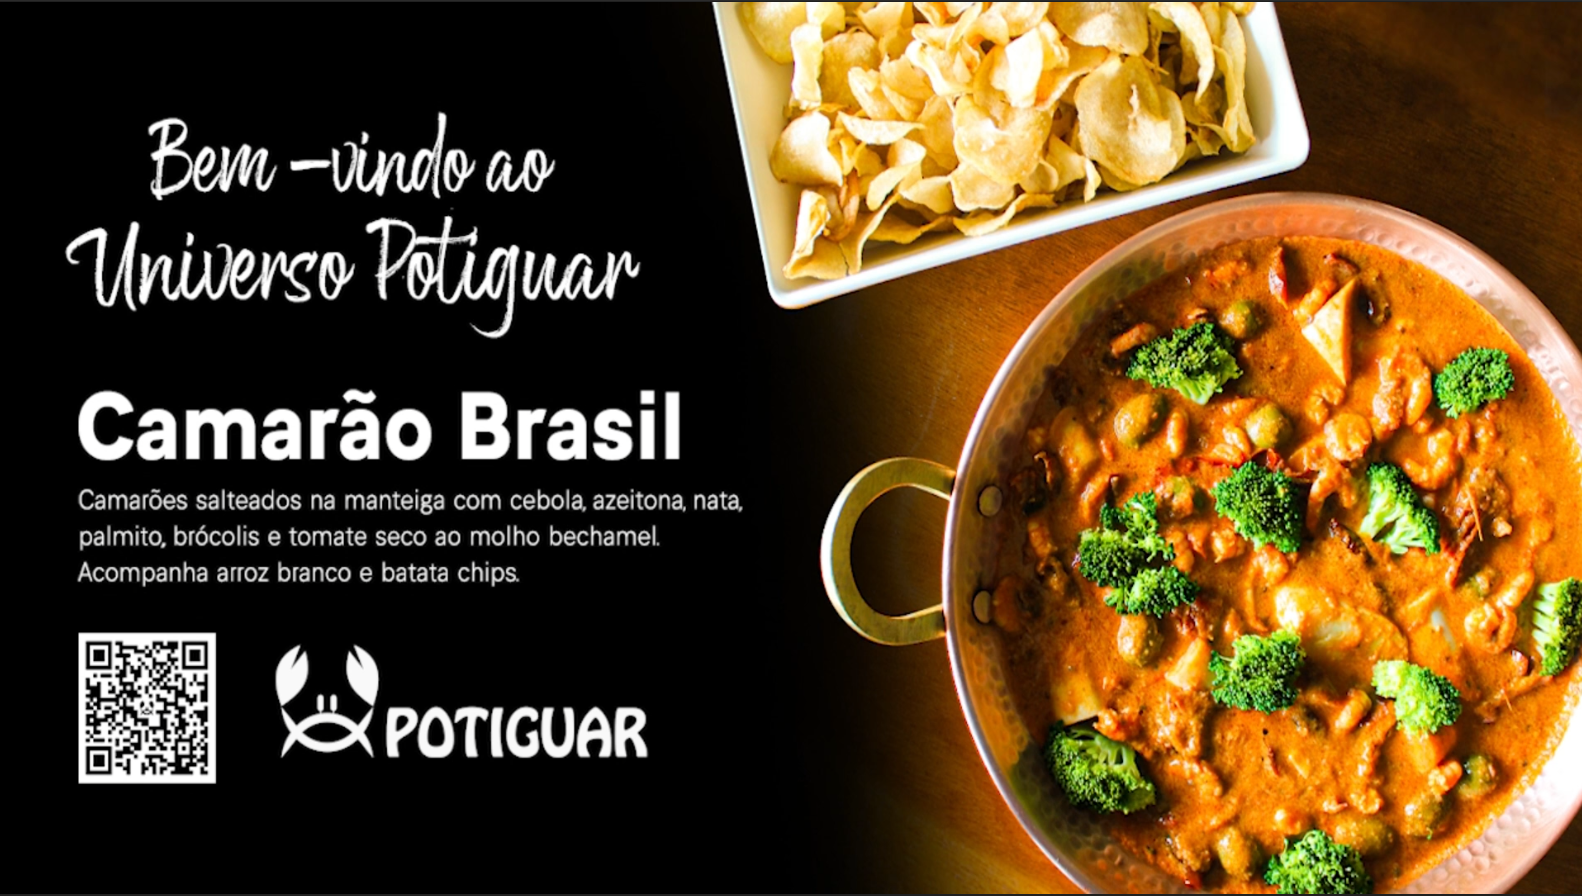 Bem-vindo ao
Universo Potiguar
Camarão Brasil
Camarões salteados na manteiga com cebola, azeitona, nata,
palmito, brócolis e tomate seco ao molho bechamel.
Acompanha arroz branco e batata chips.
POTIGUAR